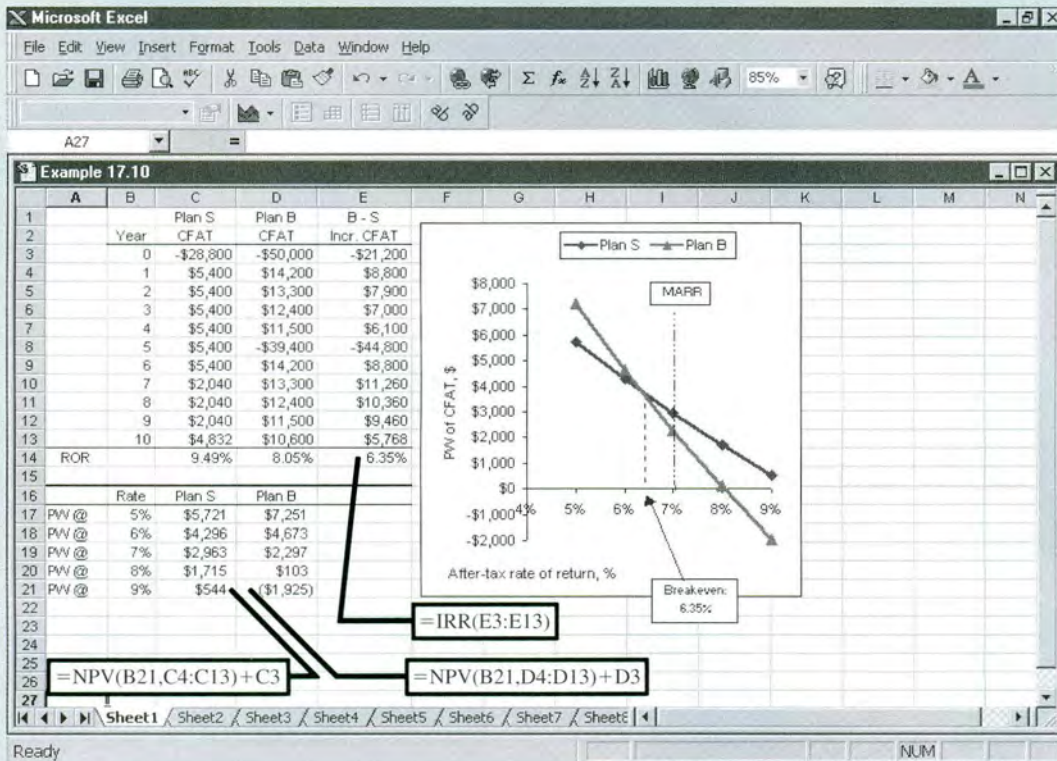 Microsoft Excel
File Edit View Insert Format Tools Data Window Help
85%
A27 =
Example 17.10
A B C D E F G H I J K L M N
1 Plan S Plan B B - S
2 Year CFAT CFAT Incr. CFAT
3 0 -$28,800 -$50,000 -$21,200
4 1 $5,400 $14,200 $8,800
5 2 $5,400 $13,300 $7,900
6 3 $5,400 $12,400 $7,000
7 4 $5,400 $11,500 $6,100
8 5 $5,400 -$39,400 -$44,800
9 6 $5,400 $14,200 $8,800
10 7 $2,040 $13,300 $11,260
11 8 $2,040 $12,400 $10,360
12 9 $2,040 $11,500 $9,460
13 10 $4,832 $10,600 $5,768
14 ROR 9.49% 8.05% 6.35%
15
16 Rate Plan S Plan B
17 PW @ 5% $5,721 $7,251
18 PW @ 6% $4,296 $4,673
19 PW @ 7% $2,963 $2,297
20 PW @ 8% $1,715 $103
21 PW @ 9% $544 ($1,925)
22
23
24
25
26
27
Plan S Plan B
MARR
PW of CFAT, $
$8,000
$7,000
$6,000
$5,000
$4,000
$3,000
$2,000
$1,000
$0
-$1,000
-$2,000
4% 5% 6% 7% 8% 9%
After-tax rate of return, %
Breakeven:
6.35%
=IRR(E3:E13)
=NPV(B21,C4:C13)+C3
=NPV(B21,D4:D13)+D3
Sheet1 Sheet2 Sheet3 Sheet4 Sheet5 Sheet6 Sheet7
Ready NUM